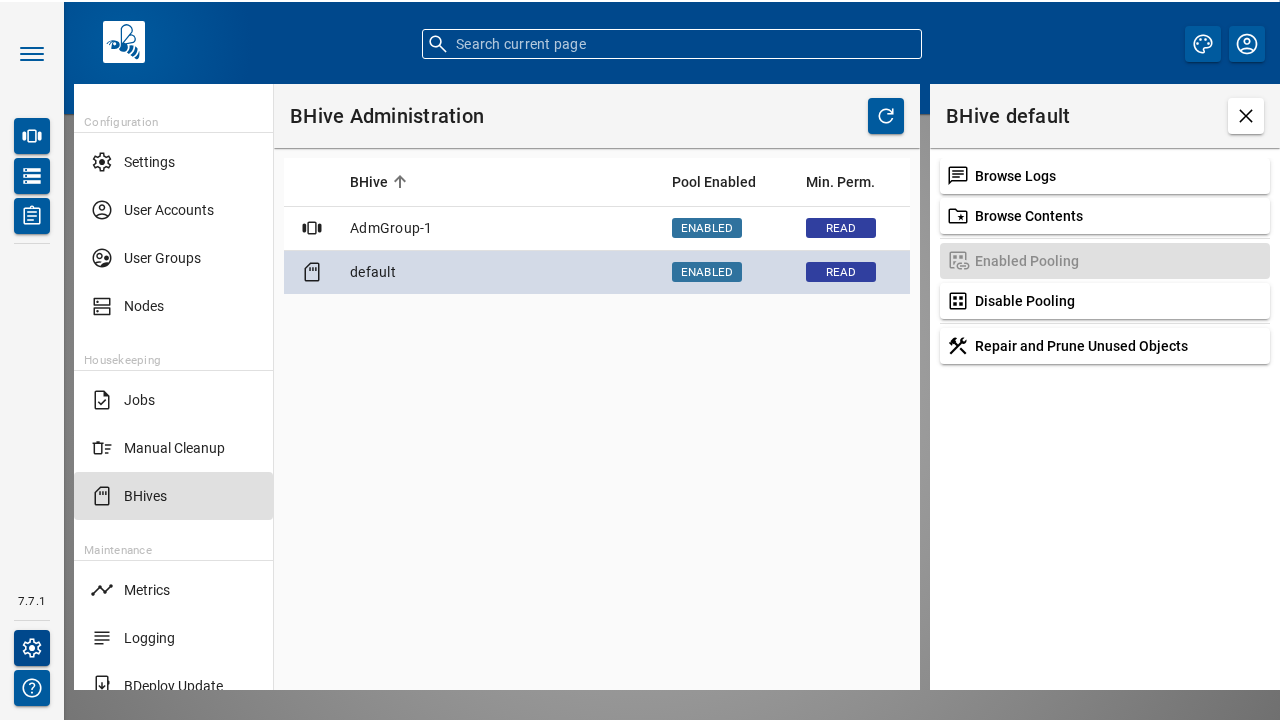 Search current page
7.7.1
Configuration
Settings
User Accounts
User Groups
Nodes
Housekeeping
Jobs
Manual Cleanup
BHives
Maintenance
Metrics
Logging
BDeploy Update
BHive Administration
BHive Pool Enabled Min. Perm.
AdmGroup-1 ENABLED READ
default ENABLED READ
BHive default
Browse Logs
Browse Contents
Enabled Pooling
Disable Pooling
Repair and Prune Unused Objects